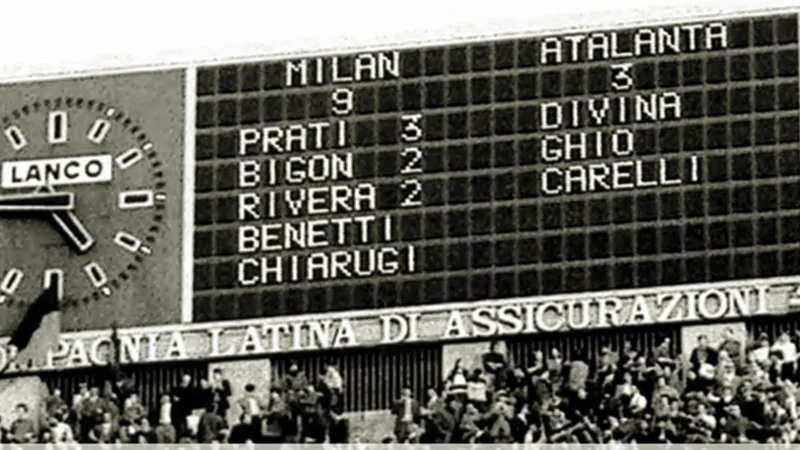 MILAN
9
PRATI 3
BIGON 2
RIVERA 2
BENETTI
CHIARUGI
ATALANTA
3
DIVINA
GHIO
CARELLI
LANCO
LATINA DI ASSICURAZIONI